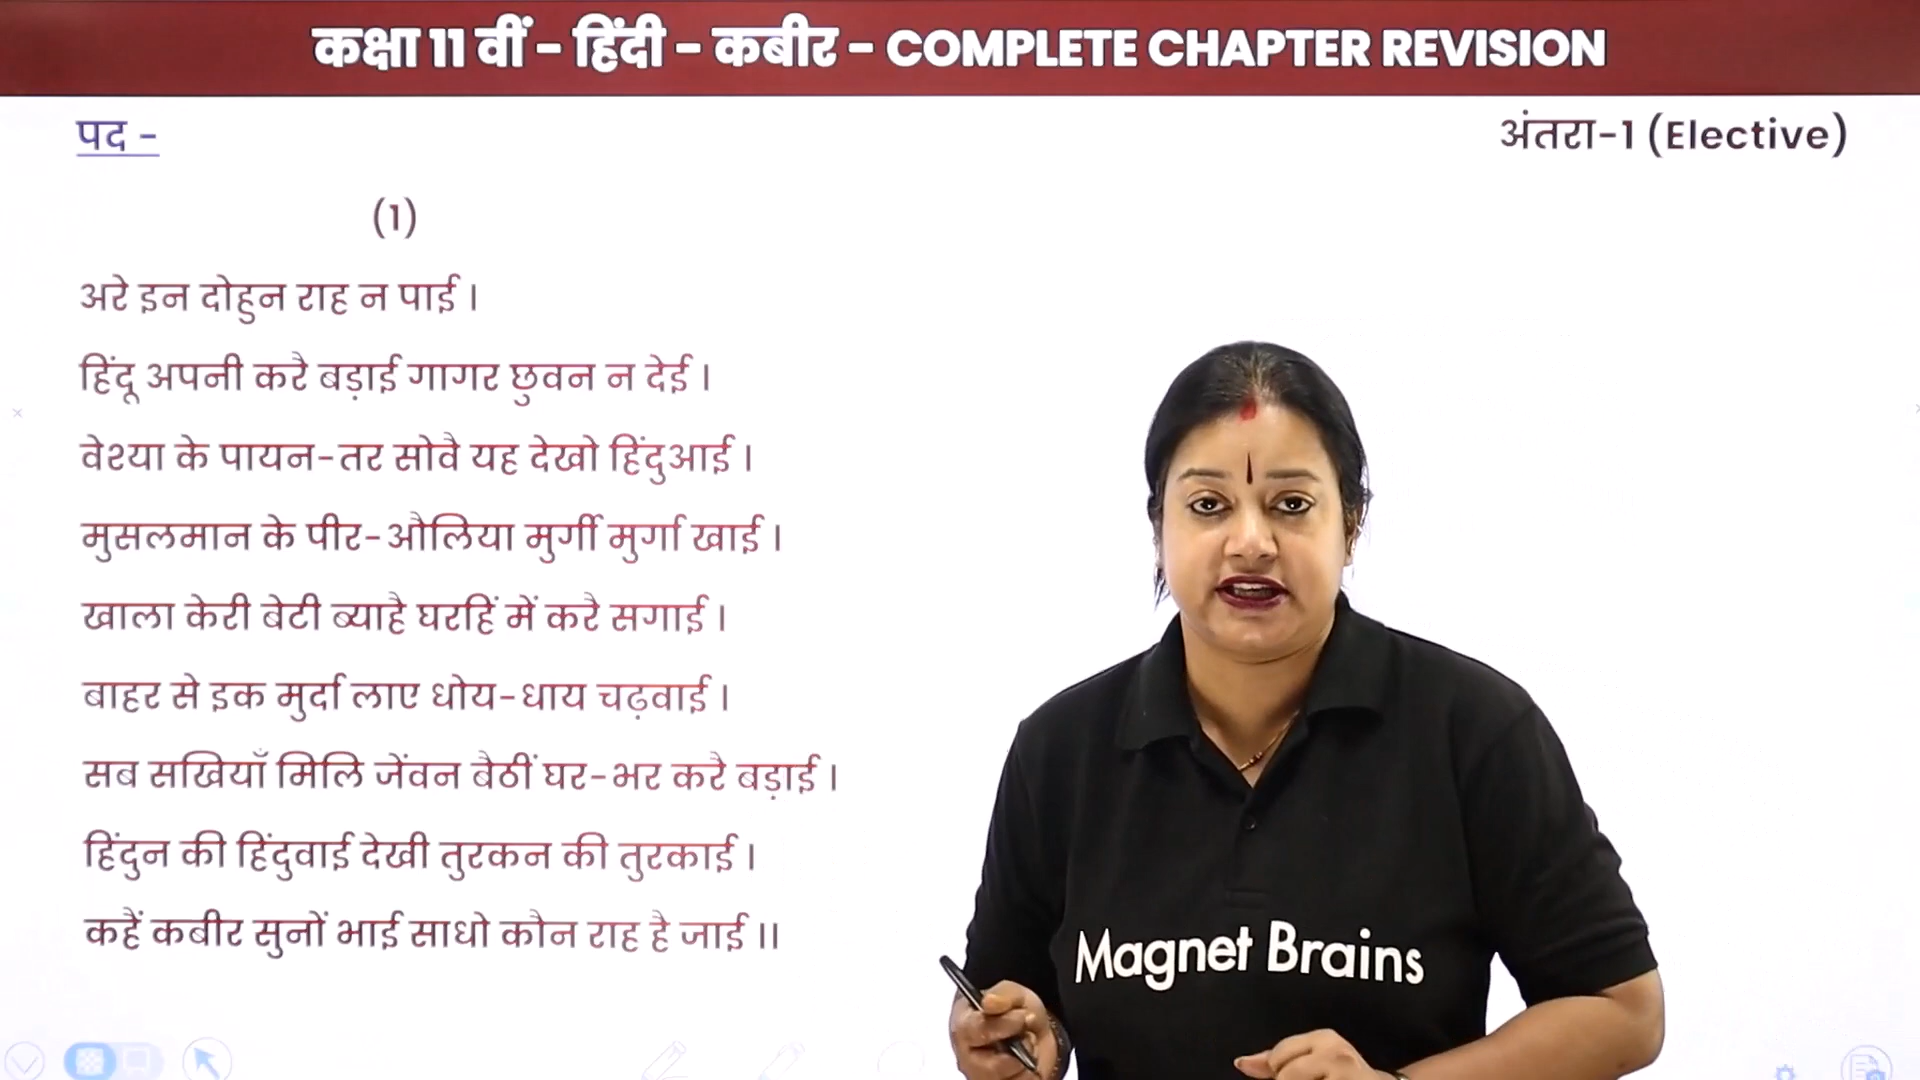 कक्षा 11 वीं – हिंदी – कबीर – COMPLETE CHAPTER REVISION
पद –
अंतरा-1 (Elective)
(1)
अरे इन दोहुन राह न पाई ।
हिंदू अपनी करै बड़ाई गागर छुवन न देई ।
वेश्या के पायन-तर सोवै यह देखो हिंदुआई ।
मुसलमान के पीर-औलिया मुर्गी मुर्गा खाई ।
खाला केरी बेटी ब्याहै घरहिं में करै सगाई ।
बाहर से इक मुर्दा लाए धोय-धाय चढ़वाई ।
सब सखियाँ मिलि जेंवन बैठीं घर-भर करै बड़ाई ।
हिंदुन की हिंदुवाई देखी तुरकन की तुरकाई ।
कहैं कबीर सुनों भाई साधो कौन राह है जाई ।।
Magnet Brains